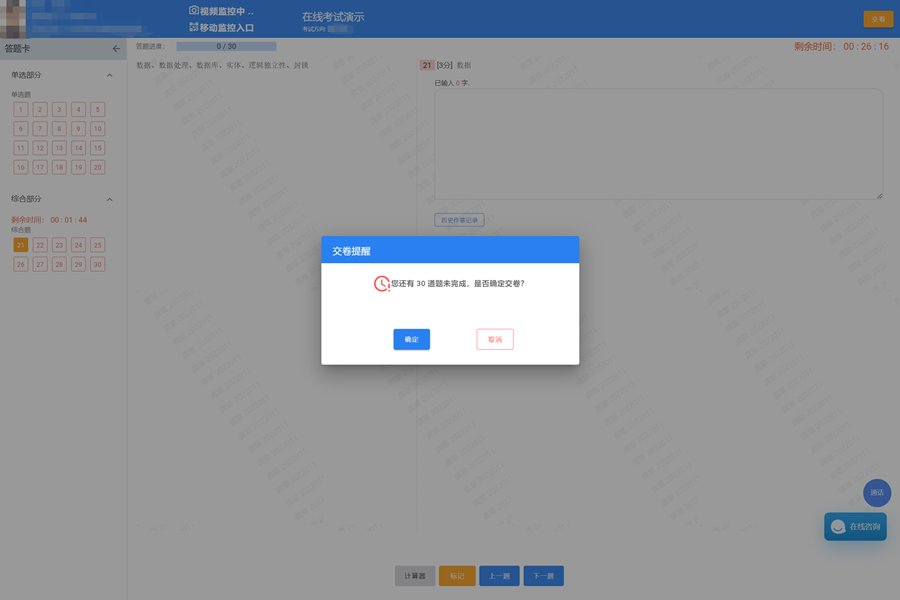 视频监控中 ..
移动监控入口
在线考试演示
考试方向
交卷
答题卡
答题进度：
0 / 30
剩余时间： 00 : 26 : 16
单选部分
单选题
1 2 3 4 5
6 7 8 9 10
11 12 13 14 15
16 17 18 19 20
综合部分
剩余时间： 00 : 01 : 44
综合题
21 22 23 24 25
26 27 28 29 30
数据、数据处理、数据库、实体、逻辑独立性、封锁
21 [3分] 数据
已输入 0 字.
历史作答记录
交卷提醒
您还有 30 道题未完成，是否确定交卷？
确定
取消
通话
在线咨询
计算器
标记
上一题
下一题